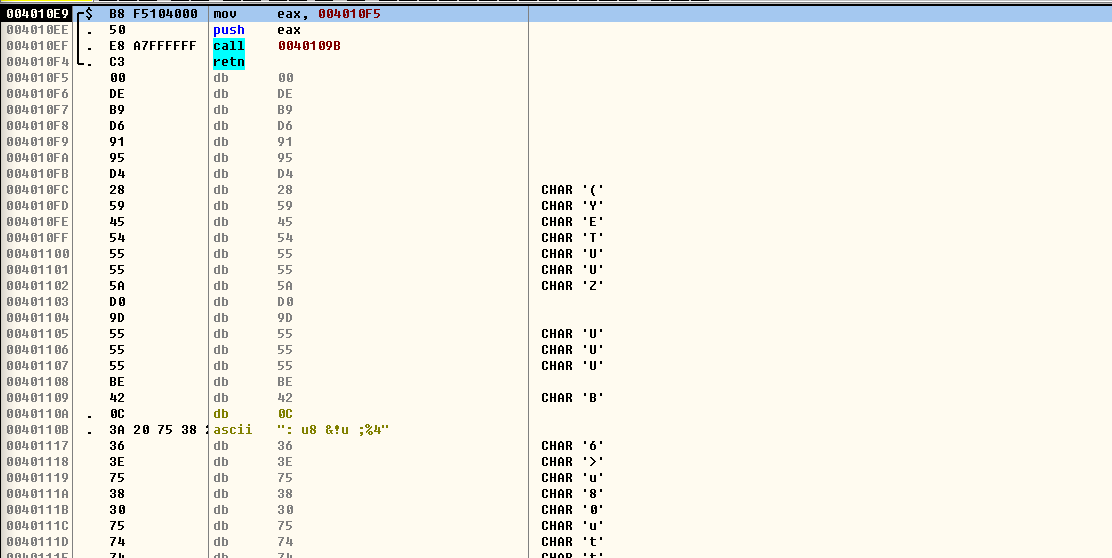 004010E9 $ B8 F5104000 mov eax, 004010F5
004010EE . 50 push eax
004010EF . E8 A7FFFFFF call 0040109B
004010F4 . C3 retn
004010F5 00 db 00
004010F6 DE db DE
004010F7 B9 db B9
004010F8 D6 db D6
004010F9 91 db 91
004010FA 95 db 95
004010FB D4 db D4
004010FC 28 db 28 CHAR '('
004010FD 59 db 59 CHAR 'Y'
004010FE 45 db 45 CHAR 'E'
004010FF 54 db 54 CHAR 'T'
00401100 55 db 55 CHAR 'U'
00401101 55 db 55 CHAR 'U'
00401102 5A db 5A CHAR 'Z'
00401103 D0 db D0
00401104 9D db 9D
00401105 55 db 55 CHAR 'U'
00401106 55 db 55 CHAR 'U'
00401107 55 db 55 CHAR 'U'
00401108 BE db BE
00401109 42 db 42 CHAR 'B'
0040110A . 0C db 0C
0040110B . 3A 20 75 38 ascii ": u8 &!u ;%4"
00401117 36 db 36 CHAR '6'
00401118 3E db 3E CHAR '>'
00401119 75 db 75 CHAR 'u'
0040111A 38 db 38 CHAR '8'
0040111B 30 db 30 CHAR '0'
0040111C 75 db 75 CHAR 'u'
0040111D 74 db 74 CHAR 't'